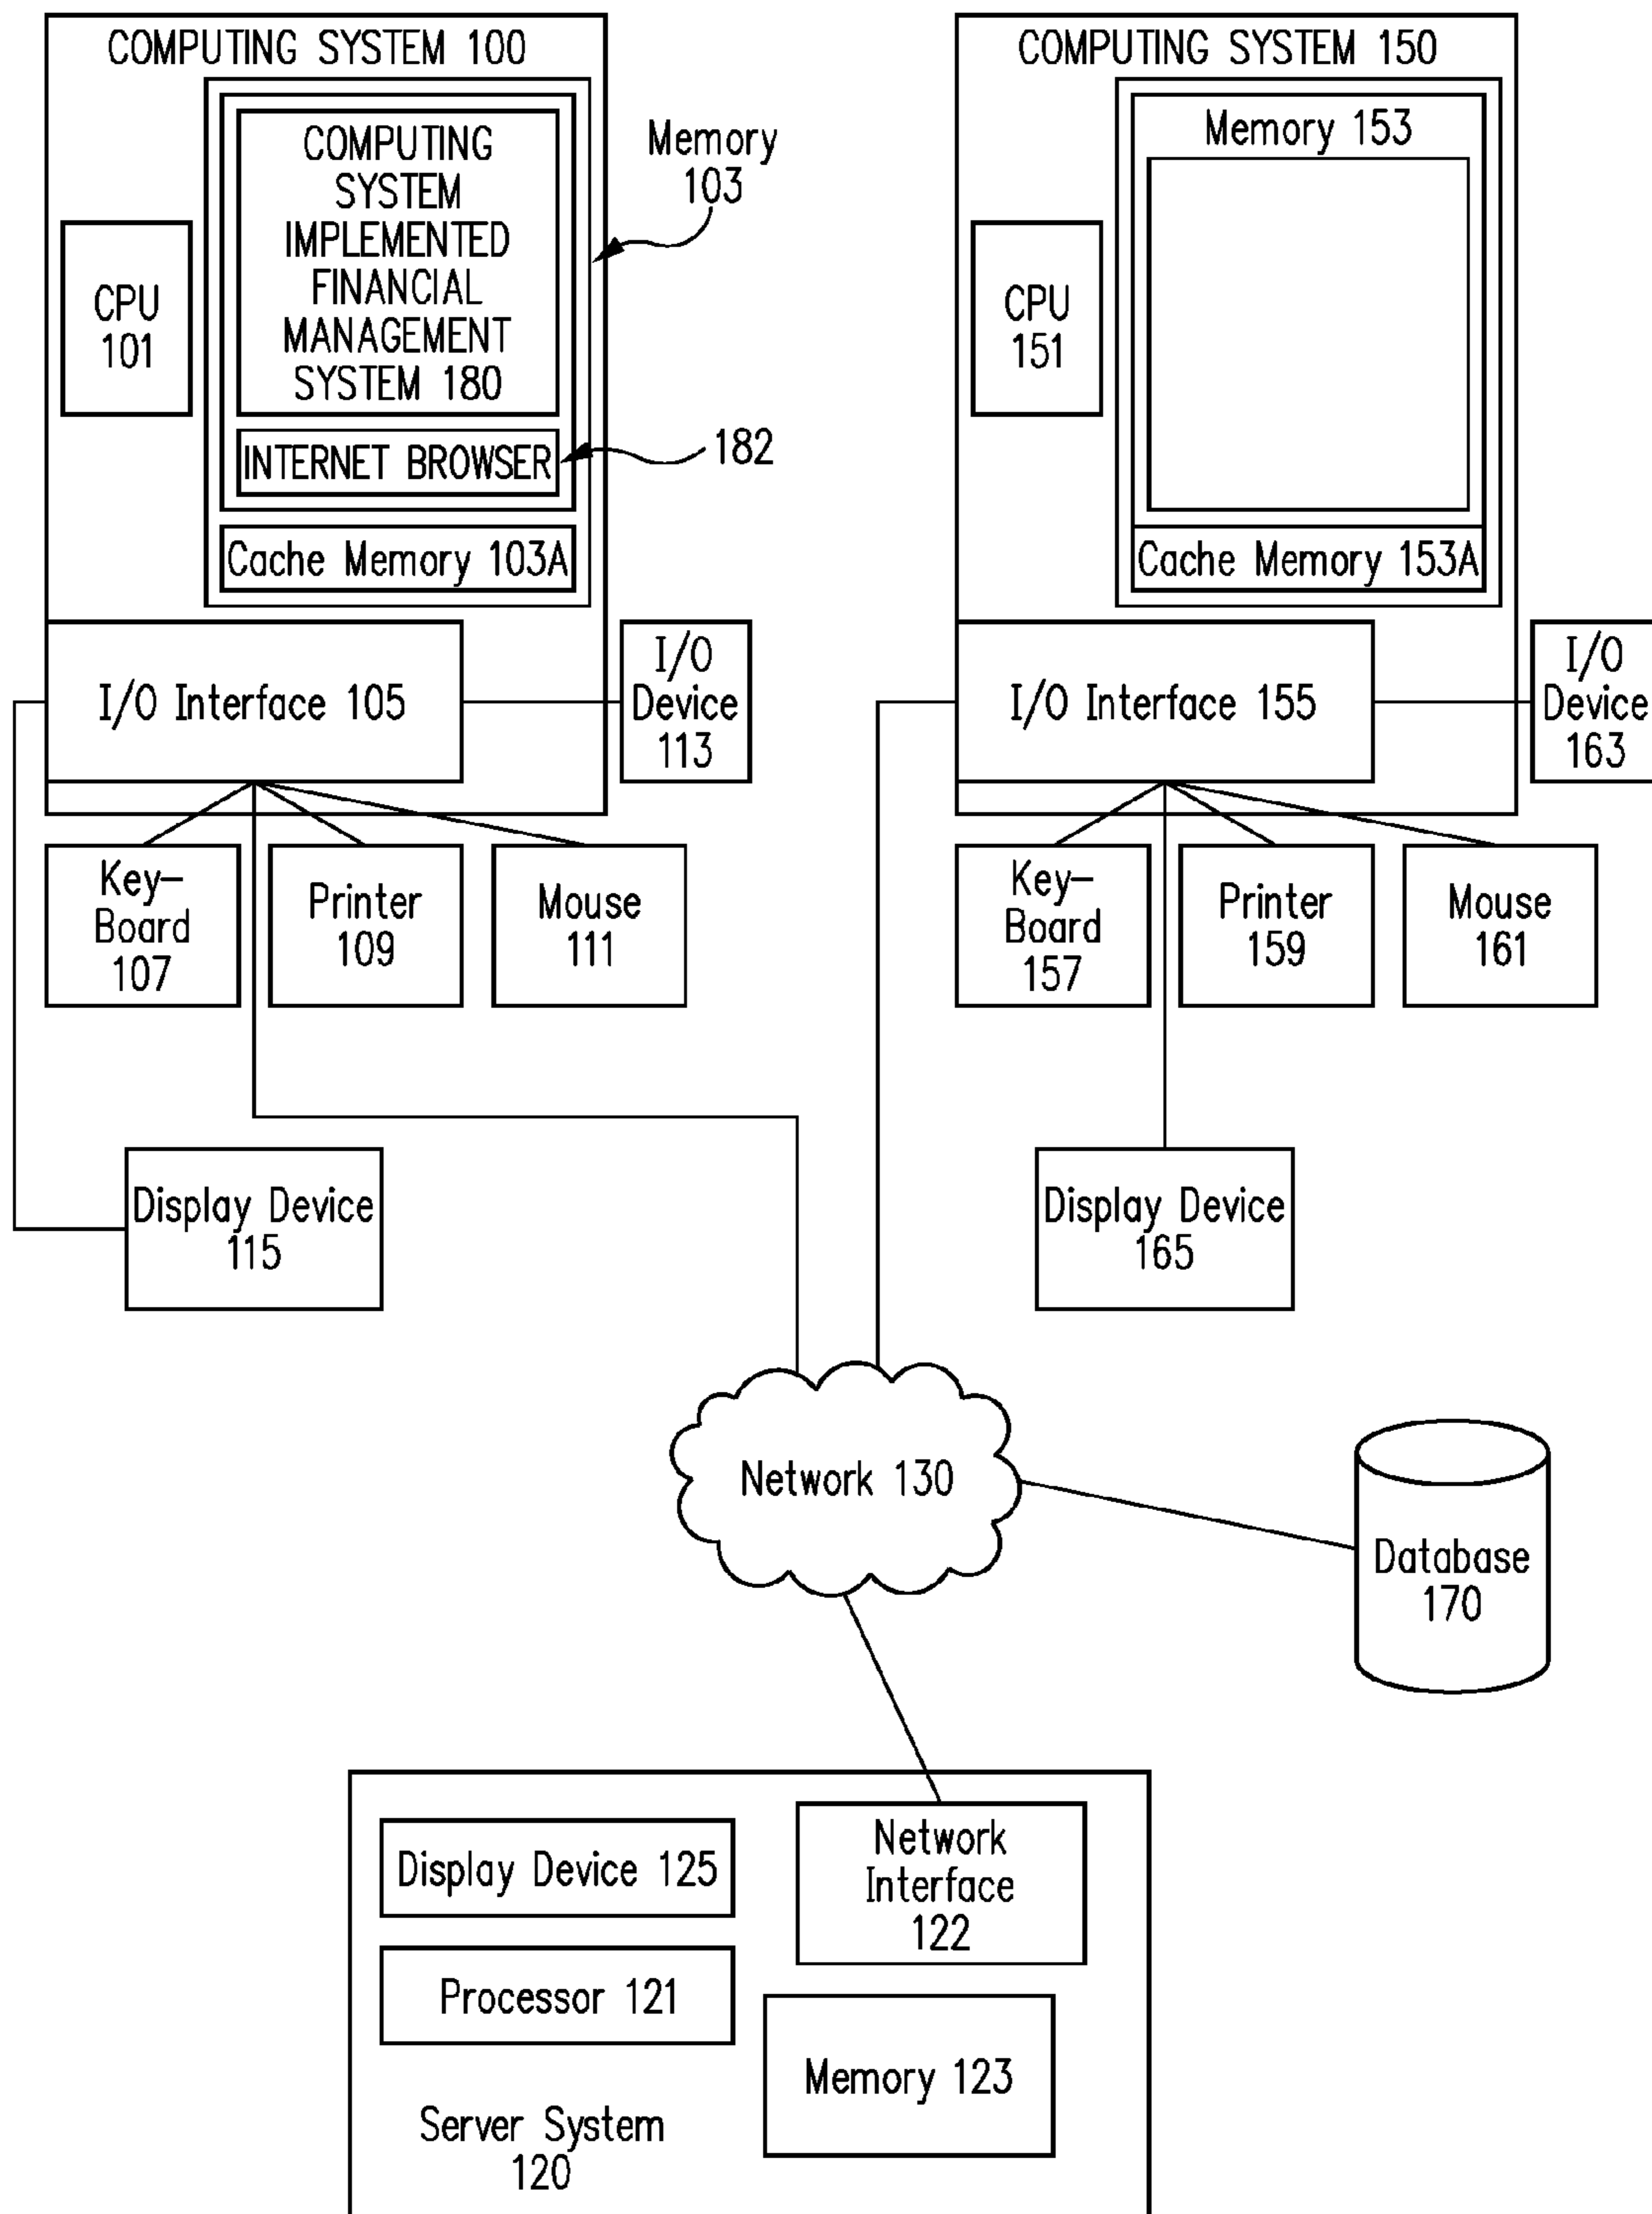 COMPUTING SYSTEM 100
COMPUTING
SYSTEM
IMPLEMENTED
FINANCIAL
MANAGEMENT
SYSTEM 180
Memory
103
CPU
101
INTERNET BROWSER
182
Cache Memory 103A
I/O Interface 105
I/O
Device
113
Key-
Board
107
Printer
109
Mouse
111
Display Device
115
COMPUTING SYSTEM 150
Memory 153
CPU
151
Cache Memory 153A
I/O Interface 155
I/O
Device
163
Key-
Board
157
Printer
159
Mouse
161
Display Device
165
Network 130
Database
170
Display Device 125
Network
Interface
122
Processor 121
Memory 123
Server System
120